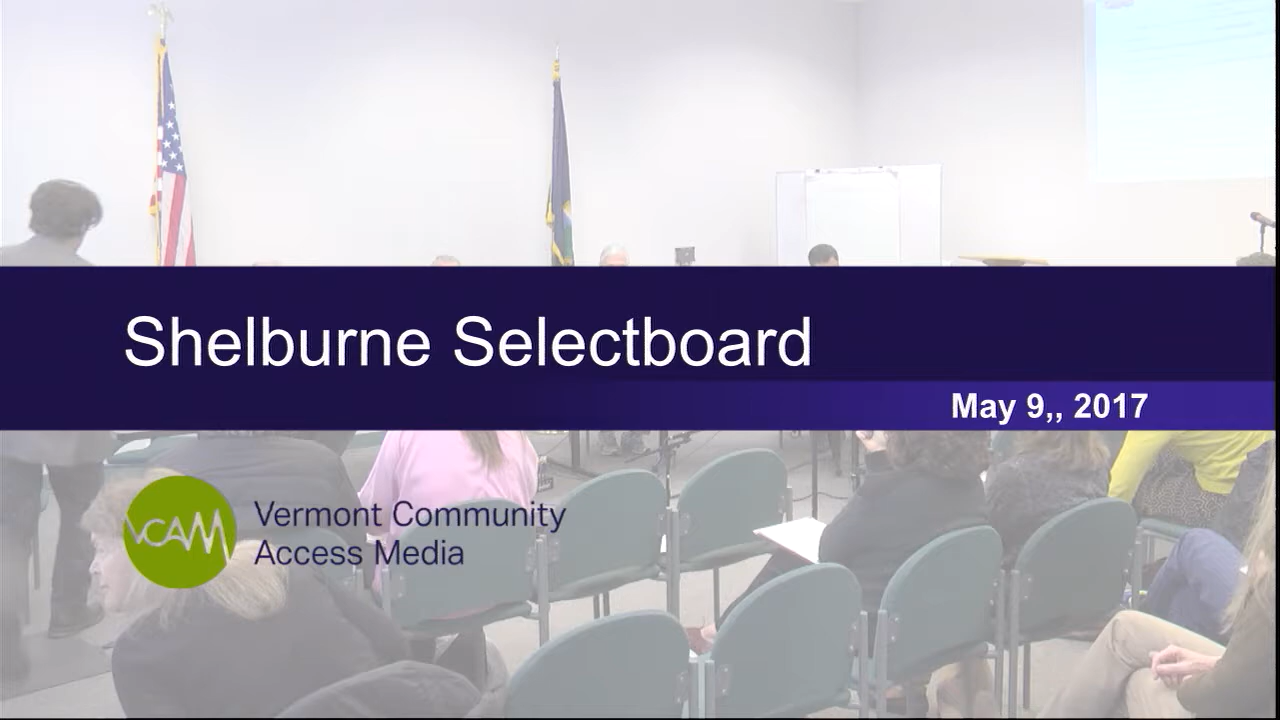 Shelburne Selectboard
May 9,, 2017
VCAM
Vermont Community
Access Media